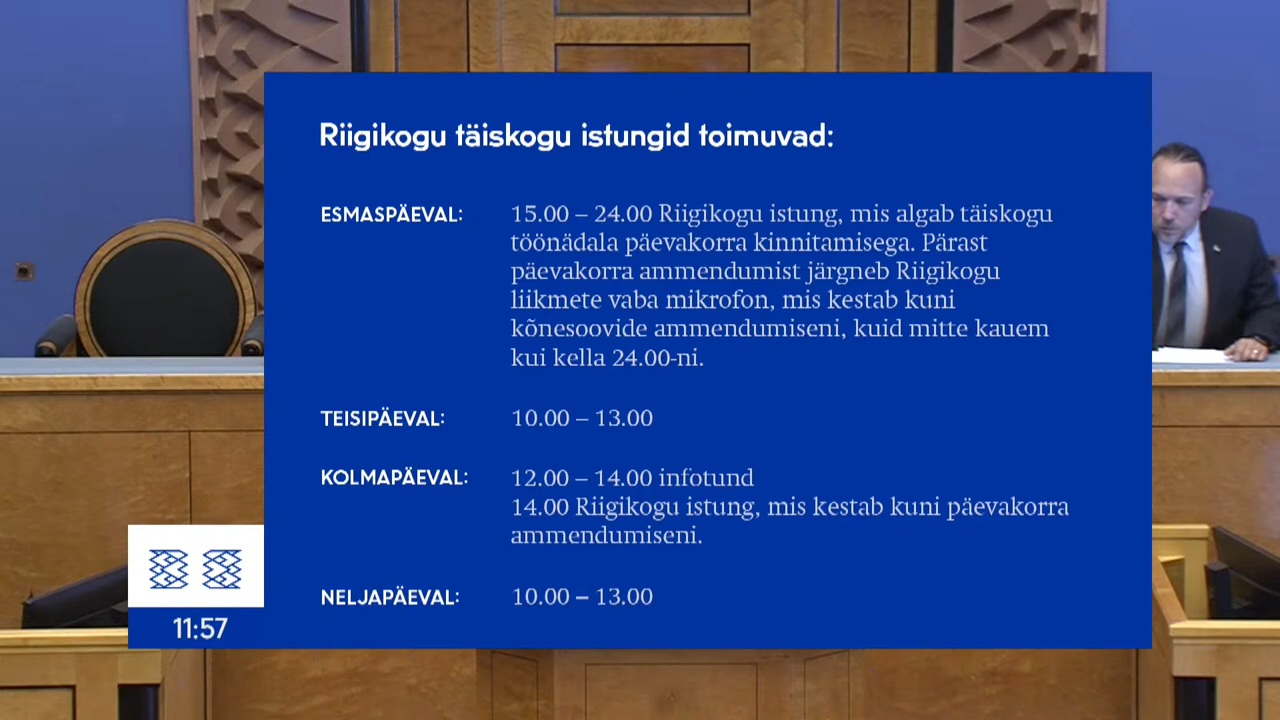 Riigikogu täiskogu istungid toimuvad:
ESMASPÄEVAL:
15.00 – 24.00 Riigikogu istung, mis algab täiskogu
töönädala päevakorra kinnitamisega. Pärast
päevakorra ammendumist järgneb Riigikogu
liikmete vaba mikrofon, mis kestab kuni
kõnesoovide ammendumiseni, kuid mitte kauem
kui kella 24.00-ni.
TEISIPÄEVAL:
10.00 – 13.00
KOLMAPÄEVAL:
12.00 – 14.00 infotund
14.00 Riigikogu istung, mis kestab kuni päevakorra
ammendumiseni.
NELJAPÄEVAL:
10.00 – 13.00
11:57